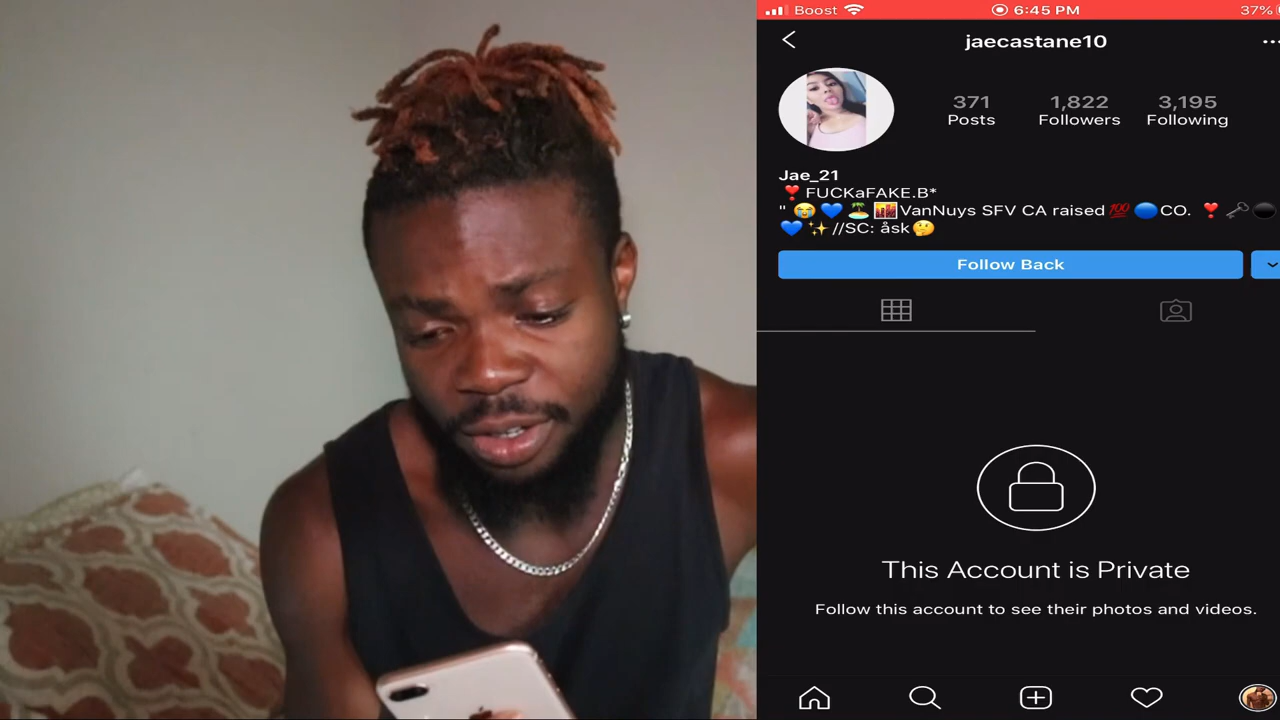 Boost 6:45 PM 37%
jaecastane10
371 1,822 3,195
Posts Followers Following
Jae_21
❣️FUCKaFAKE.B*
" 😭💙🏝️🌇VanNuys SFV CA raised💯🔵CO. ❣️🗝️⚫
💙✨//SC: åsk🤔
Follow Back
This Account is Private
Follow this account to see their photos and videos.